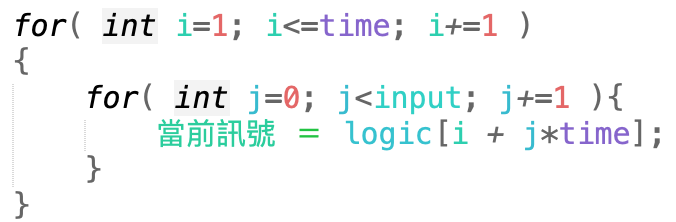 for( int i=1; i<=time; i+=1 )
{
for( int j=0; j<input; j+=1 ){
當前訊號 = logic[i + j*time];
}
}